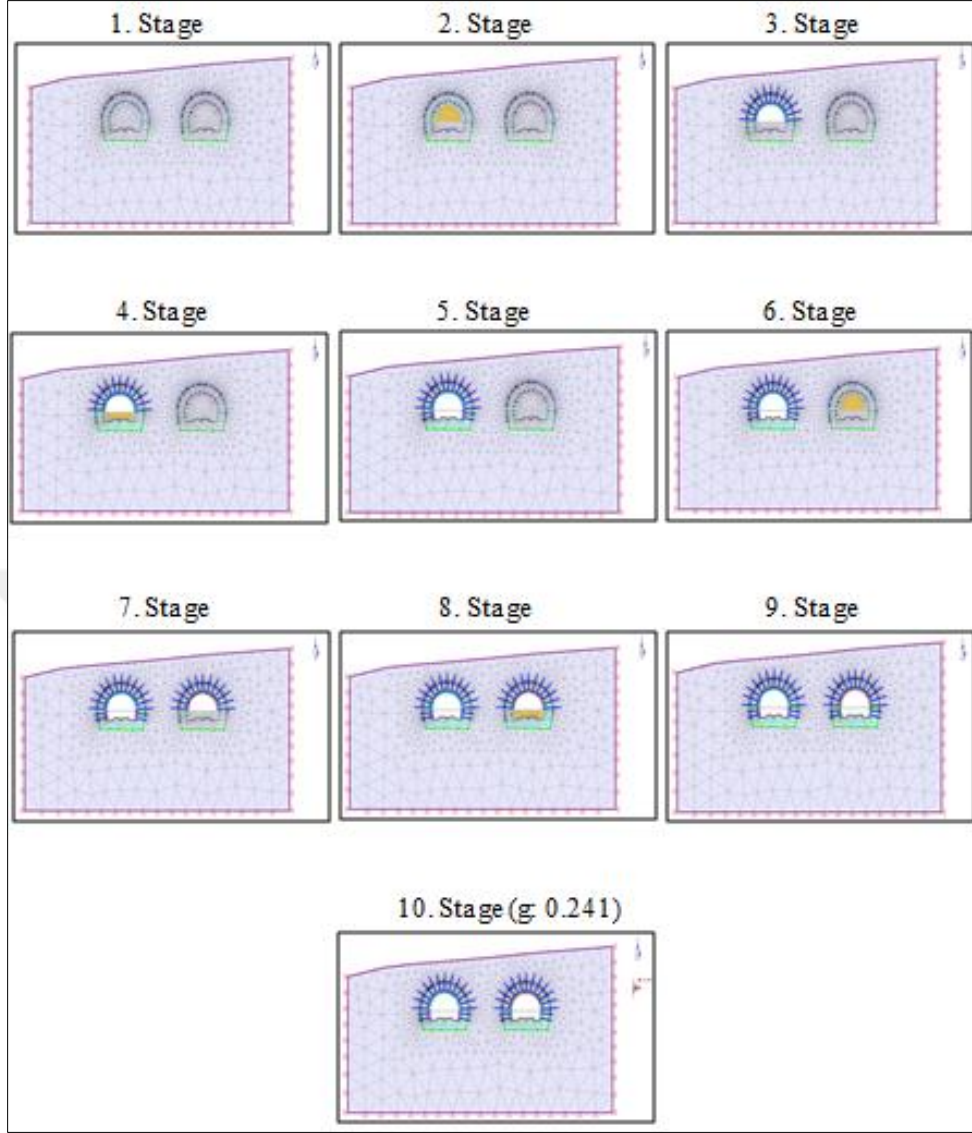 1. Stage
2. Stage
3. Stage
4. Stage
5. Stage
6. Stage
7. Stage
8. Stage
9. Stage
10. Stage (g: 0.241)